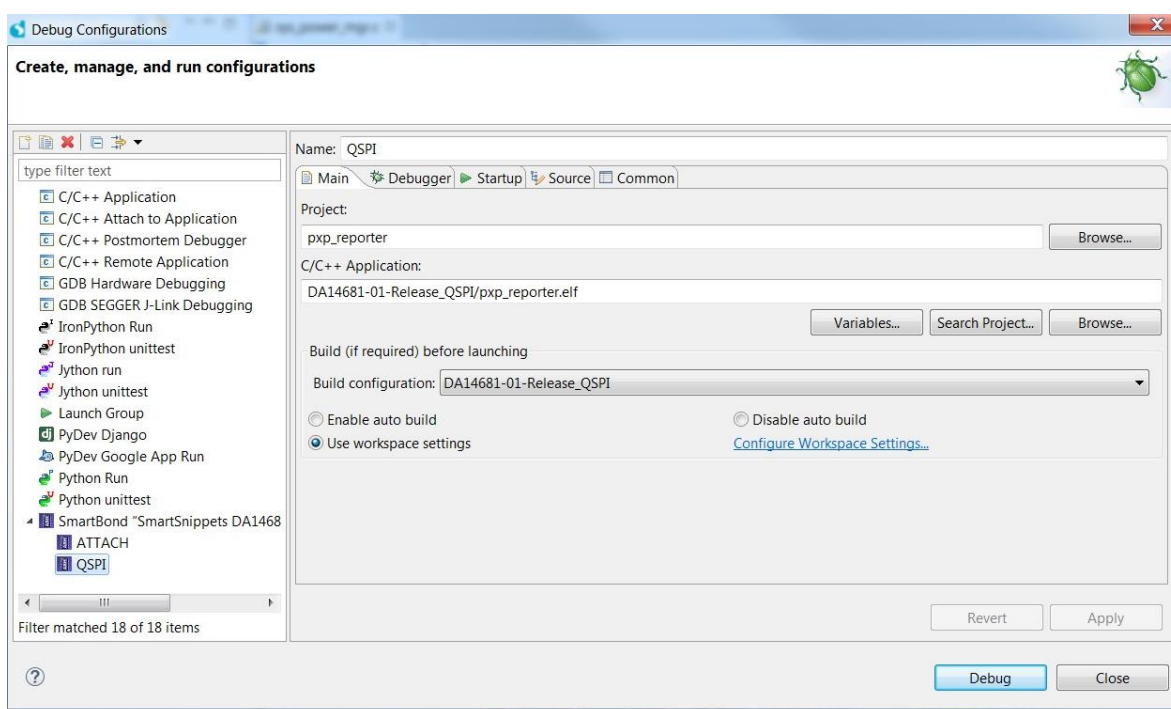 Debug Configurations
Create, manage, and run configurations
type filter text
C/C++ Application
C/C++ Attach to Application
C/C++ Postmortem Debugger
C/C++ Remote Application
GDB Hardware Debugging
GDB SEGGER J-Link Debugging
IronPython Run
IronPython unittest
Jython run
Jython unittest
Launch Group
PyDev Django
PyDev Google App Run
Python Run
Python unittest
SmartBond "SmartSnippets DA1468
ATTACH
QSPI
Filter matched 18 of 18 items
Name: QSPI
Main Debugger Startup Source Common
Project:
pxp_reporter Browse...
C/C++ Application:
DA14681-01-Release_QSPI/pxp_reporter.elf
Variables... Search Project... Browse...
Build (if required) before launching
Build configuration: DA14681-01-Release_QSPI
Enable auto build Disable auto build
Use workspace settings Configure Workspace Settings...
Revert Apply
Debug Close